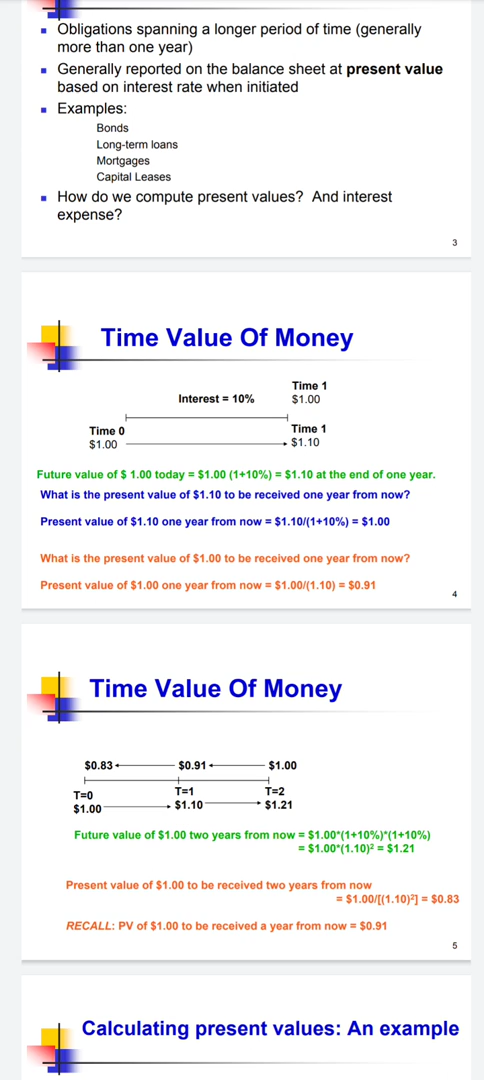 ▪ Obligations spanning a longer period of time (generally
more than one year)
▪ Generally reported on the balance sheet at present value
based on interest rate when initiated
▪ Examples:
Bonds
Long-term loans
Mortgages
Capital Leases
▪ How do we compute present values? And interest
expense?
3
Time Value Of Money
Time 1
Interest = 10% $1.00
Time 0 Time 1
$1.00 $1.10
Future value of $ 1.00 today = $1.00 (1+10%) = $1.10 at the end of one year.
What is the present value of $1.10 to be received one year from now?
Present value of $1.10 one year from now = $1.10/(1+10%) = $1.00
What is the present value of $1.00 to be received one year from now?
Present value of $1.00 one year from now = $1.00/(1.10) = $0.91
4
Time Value Of Money
$0.83 $0.91 $1.00
T=0 T=1 T=2
$1.00 $1.10 $1.21
Future value of $1.00 two years from now = $1.00*(1+10%)*(1+10%)
= $1.00*(1.10)² = $1.21
Present value of $1.00 to be received two years from now
= $1.00/[(1.10)²] = $0.83
RECALL: PV of $1.00 to be received a year from now = $0.91
5
Calculating present values: An example